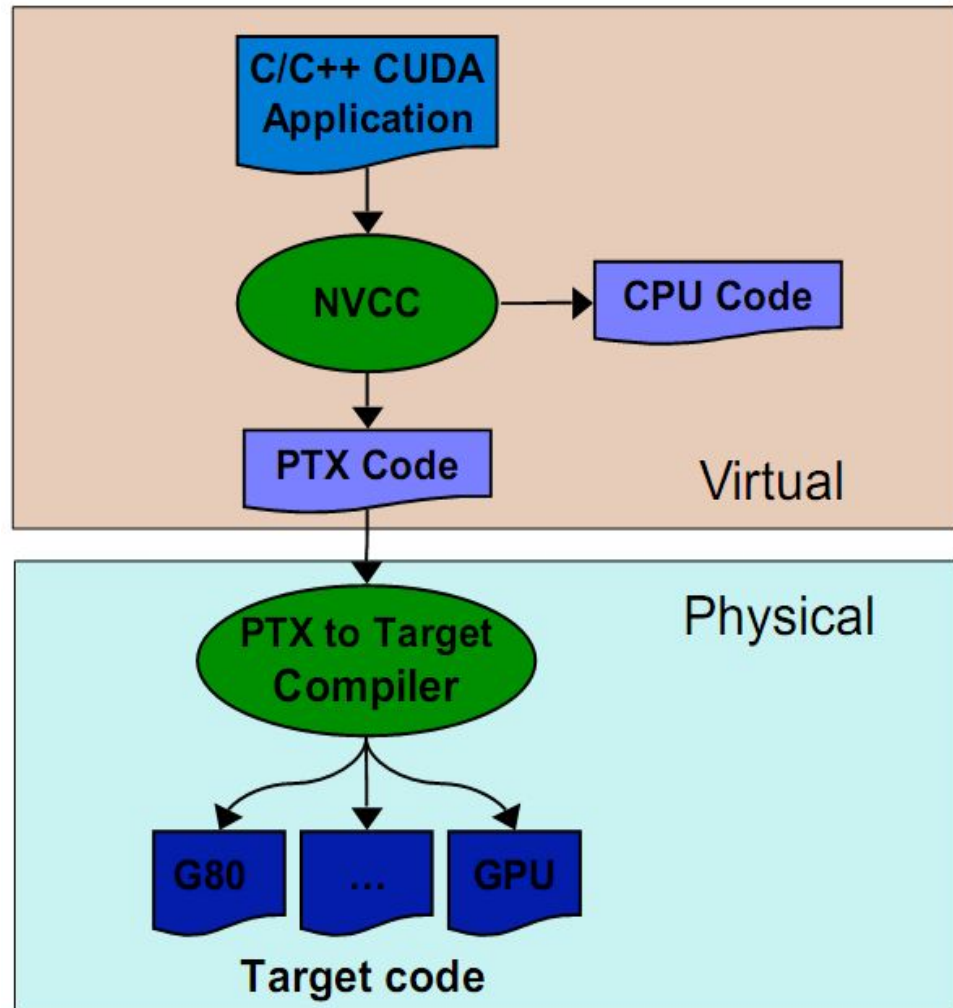 C/C++ CUDA
Application
NVCC
CPU Code
PTX Code
Virtual
Physical
PTX to Target
Compiler
G80
...
GPU
Target code